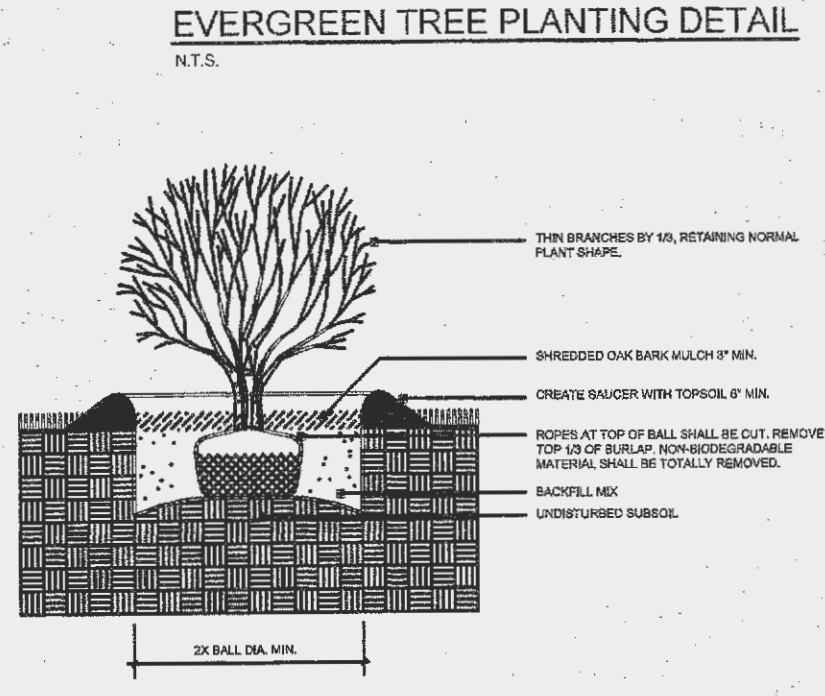 EVERGREEN TREE PLANTING DETAIL
N.T.S.
THIN BRANCHES BY 1/3, RETAINING NORMAL
PLANT SHAPE.
SHREDDED OAK BARK MULCH 3" MIN.
CREATE SAUCER WITH TOPSOIL 6" MIN.
ROPES AT TOP OF BALL SHALL BE CUT. REMOVE
TOP 1/3 OF BURLAP. NON-BIODEGRADABLE
MATERIAL SHALL BE TOTALLY REMOVED.
BACKFILL MIX
UNDISTURBED SUBSOIL
2X BALL DIA. MIN.